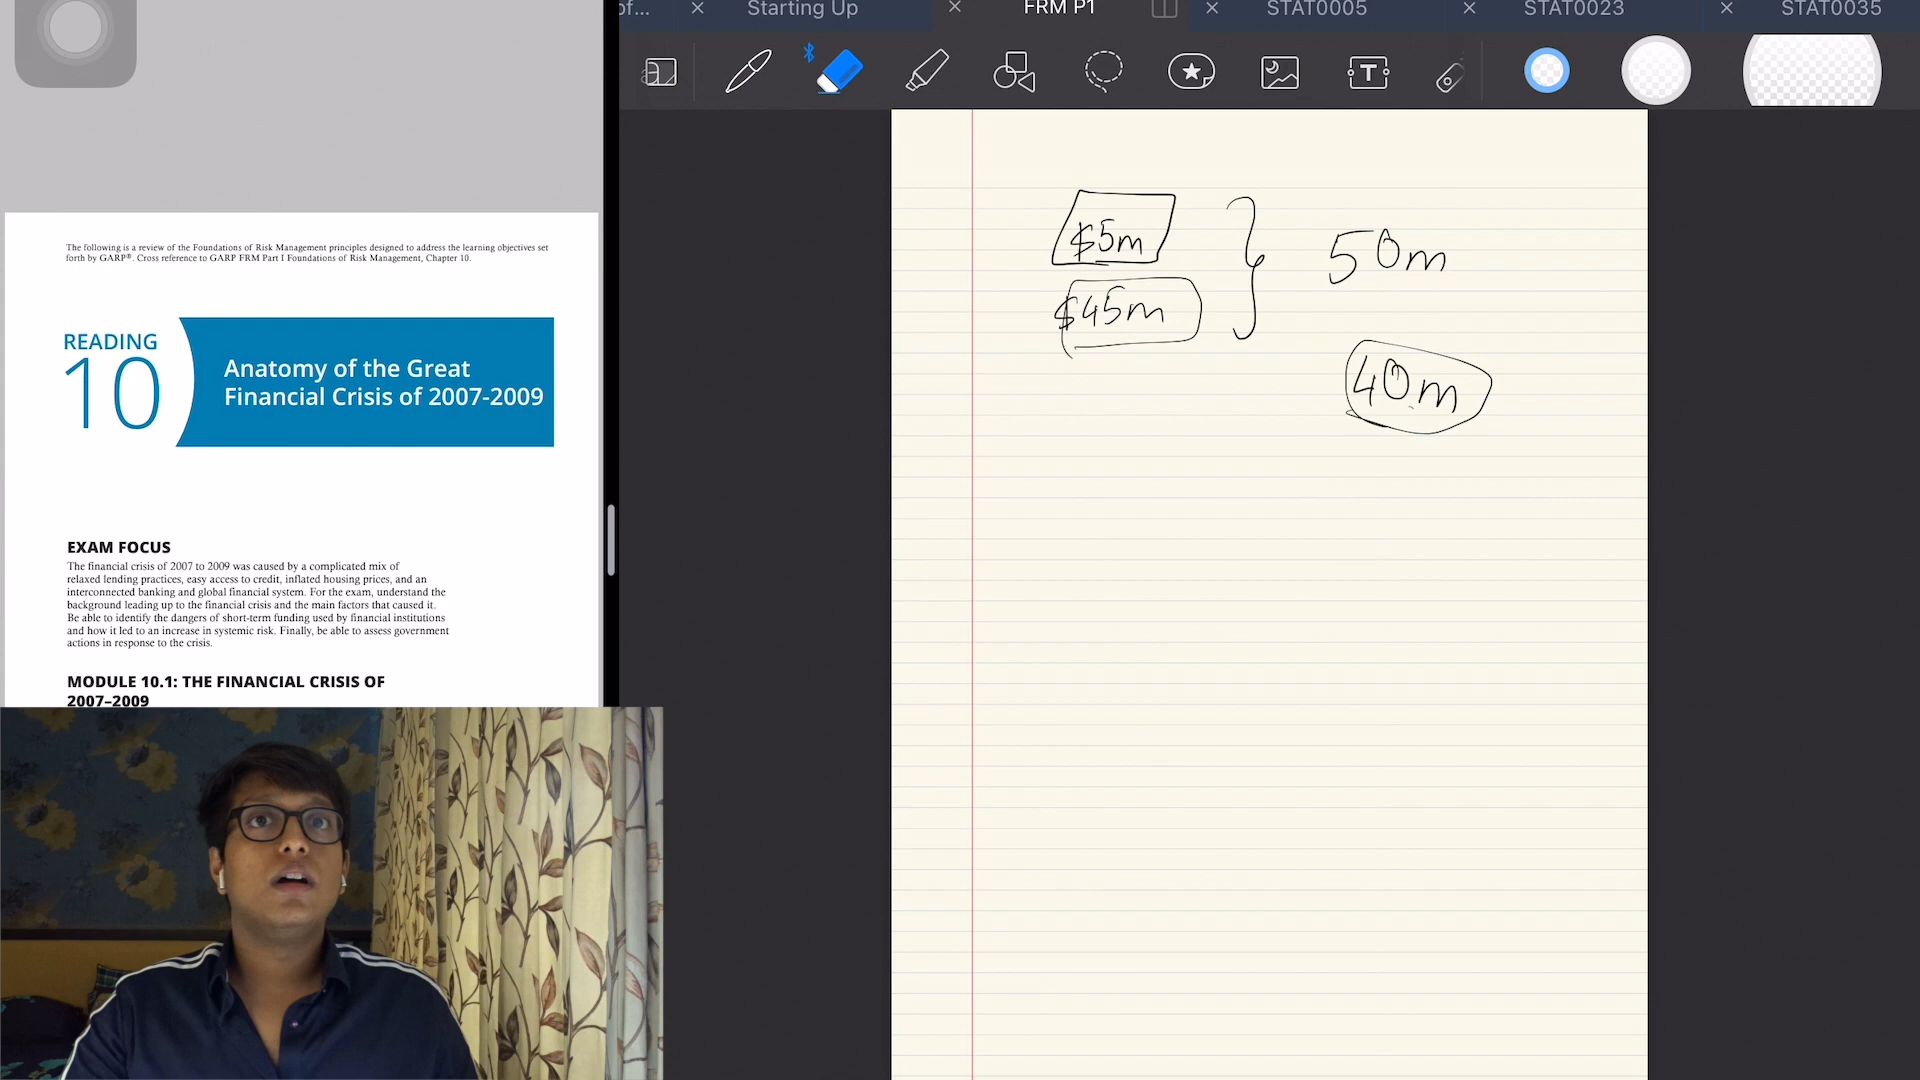 of...
Starting Up
FRM P1
STAT0005
STAT0023
STAT0035
The following is a review of the Foundations of Risk Management principles designed to address the learning objectives set
forth by GARP®. Cross reference to GARP FRM Part I Foundations of Risk Management, Chapter 10.
READING
10
Anatomy of the Great
Financial Crisis of 2007-2009
EXAM FOCUS
The financial crisis of 2007 to 2009 was caused by a complicated mix of
relaxed lending practices, easy access to credit, inflated housing prices, and an
interconnected banking and global financial system. For the exam, understand the
background leading up to the financial crisis and the main factors that caused it.
Be able to identify the dangers of short-term funding used by financial institutions
and how it led to an increase in systemic risk. Finally, be able to assess government
actions in response to the crisis.
MODULE 10.1: THE FINANCIAL CRISIS OF
2007–2009
$5m
$45m
50m
40m